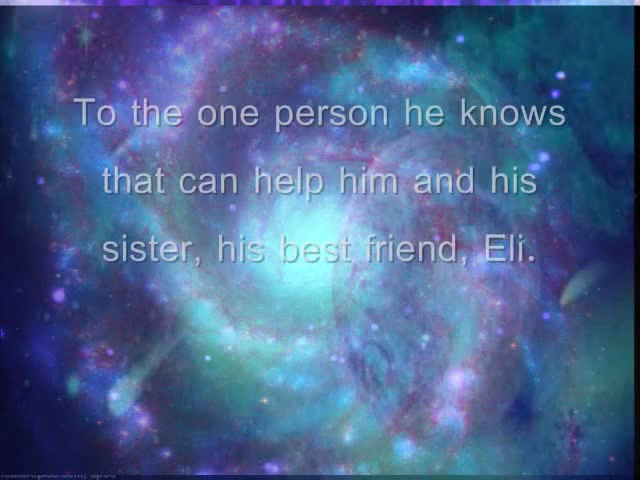 To the one person he knows
that can help him and his
sister, his best friend, Eli.